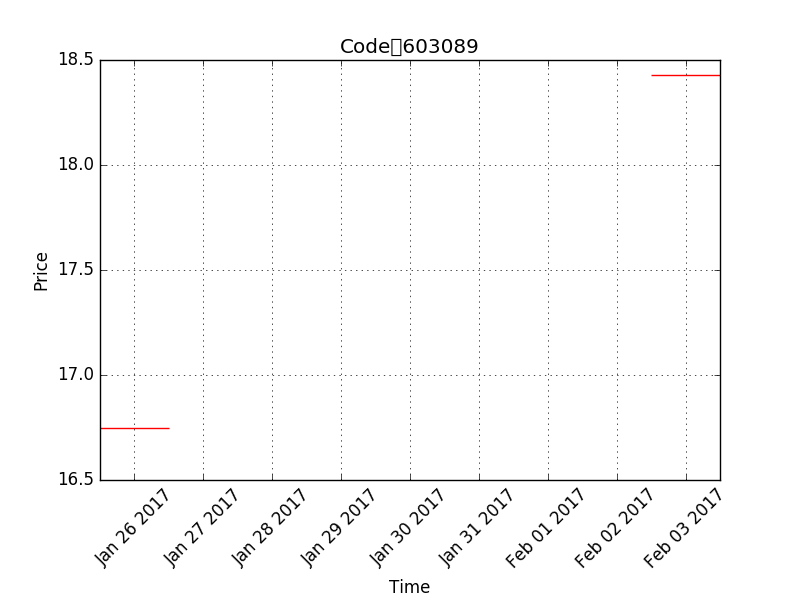 Code：603089
18.5
18.0
17.5
17.0
16.5
Price
Jan 26 2017
Jan 27 2017
Jan 28 2017
Jan 29 2017
Jan 30 2017
Jan 31 2017
Feb 01 2017
Feb 02 2017
Feb 03 2017
Time